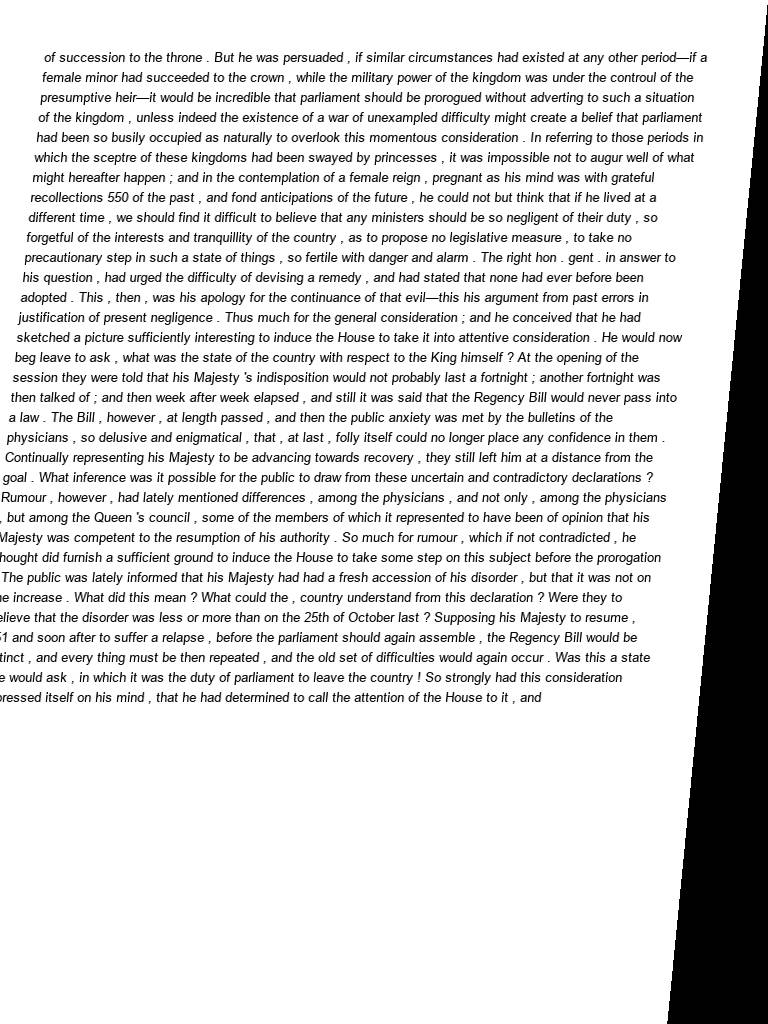 of succession to the throne . But he was persuaded , if similar circumstances had existed at any other period—if a
female minor had succeeded to the crown , while the military power of the kingdom was under the controul of the
presumptive heir—it would be incredible that parliament should be prorogued without adverting to such a situation
of the kingdom , unless indeed the existence of a war of unexampled difficulty might create a belief that parliament
had been so busily occupied as naturally to overlook this momentous consideration . In referring to those periods in
which the sceptre of these kingdoms had been swayed by princesses , it was impossible not to augur well of what
might hereafter happen ; and in the contemplation of a female reign , pregnant as his mind was with grateful
recollections 550 of the past , and fond anticipations of the future , he could not but think that if he lived at a
different time , we should find it difficult to believe that any ministers should be so negligent of their duty , so
forgetful of the interests and tranquillity of the country , as to propose no legislative measure , to take no
precautionary step in such a state of things , so fertile with danger and alarm . The right hon . gent . in answer to
his question , had urged the difficulty of devising a remedy , and had stated that none had ever before been
adopted . This , then , was his apology for the continuance of that evil—this his argument from past errors in
justification of present negligence . Thus much for the general consideration ; and he conceived that he had
sketched a picture sufficiently interesting to induce the House to take it into attentive consideration . He would now
beg leave to ask , what was the state of the country with respect to the King himself ? At the opening of the
session they were told that his Majesty 's indisposition would not probably last a fortnight ; another fortnight was
then talked of ; and then week after week elapsed , and still it was said that the Regency Bill would never pass into
a law . The Bill , however , at length passed , and then the public anxiety was met by the bulletins of the
physicians , so delusive and enigmatical , that , at last , folly itself could no longer place any confidence in them .
Continually representing his Majesty to be advancing towards recovery , they still left him at a distance from the
goal . What inference was it possible for the public to draw from these uncertain and contradictory declarations ?
Rumour , however , had lately mentioned differences , among the physicians , and not only , among the physicians
, but among the Queen 's council , some of the members of which it represented to have been of opinion that his
Majesty was competent to the resumption of his authority . So much for rumour , which if not contradicted , he
did furnish a sufficient ground to induce the House to take some step on this subject before the prorogation
The public was lately informed that his Majesty had had a fresh accession of his disorder , but that it was not on
increase . What did this mean ? What could the , country understand from this declaration ? Were they to
that the disorder was less or more than on the 25th of October last ? Supposing his Majesty to resume ,
and soon after to suffer a relapse , before the parliament should again assemble , the Regency Bill would be
, and every thing must be then repeated , and the old set of difficulties would again occur . Was this a state
would ask , in which it was the duty of parliament to leave the country ! So strongly had this consideration
itself on his mind , that he had determined to call the attention of the House to it , and